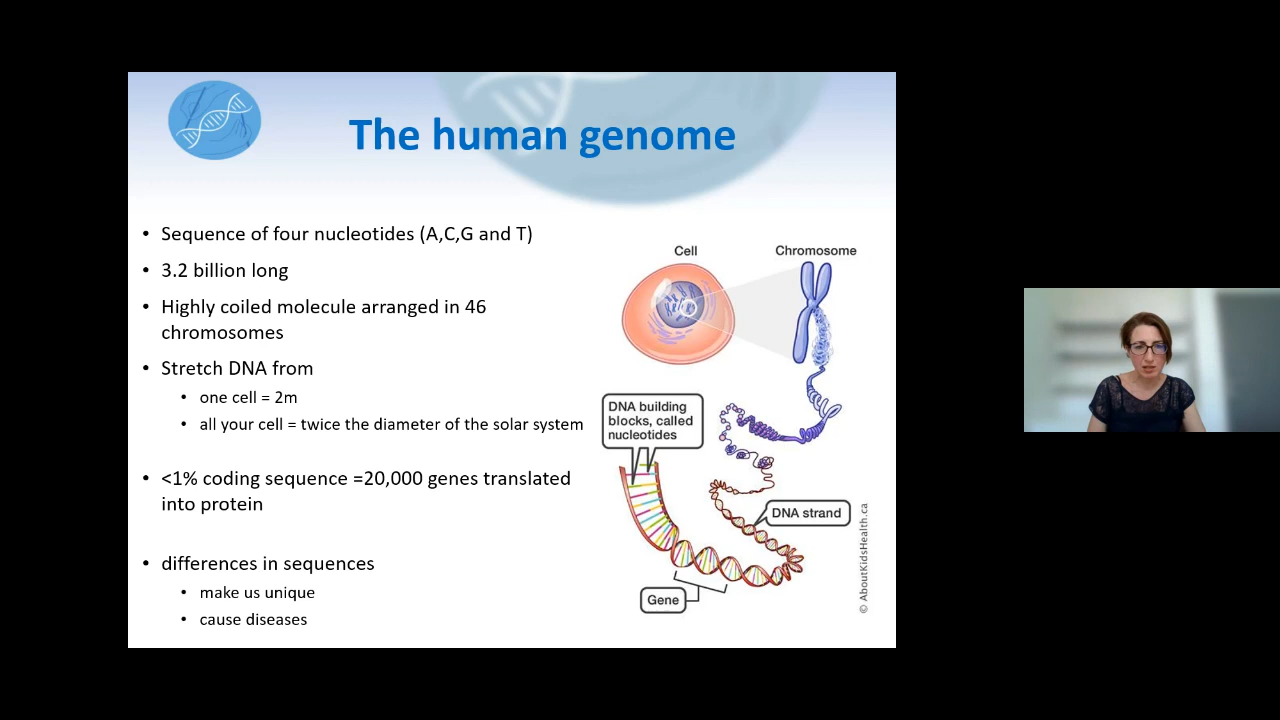 The human genome
• Sequence of four nucleotides (A,C,G and T)
• 3.2 billion long
• Highly coiled molecule arranged in 46
chromosomes
• Stretch DNA from
• one cell = 2m
• all your cell = twice the diameter of the solar system
• <1% coding sequence =20,000 genes translated
into protein
• differences in sequences
• make us unique
• cause diseases
Cell
Chromosome
DNA building
blocks, called
nucleotides
DNA strand
Gene
© AboutKidsHealth.ca